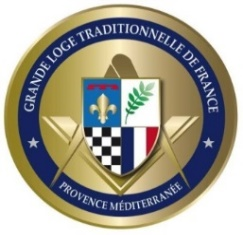 GRANDE LOGE TRADITIONNELLE DE FRANCE
PROVENCE MÉDITERRANÉE